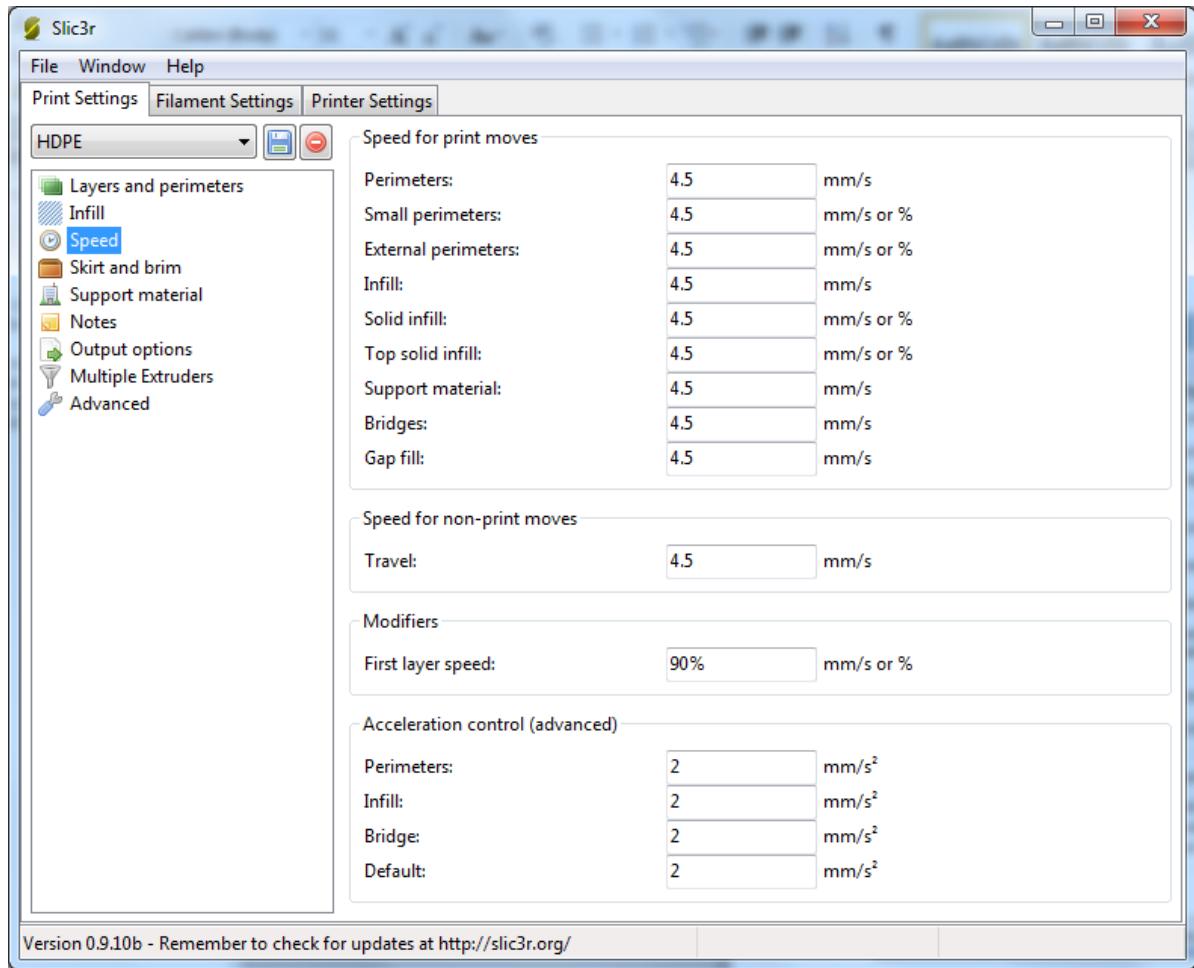 Slic3r
File Window Help
Print Settings Filament Settings Printer Settings
HDPE
Layers and perimeters
Infill
Speed
Skirt and brim
Support material
Notes
Output options
Multiple Extruders
Advanced
Speed for print moves
Perimeters: 4.5 mm/s
Small perimeters: 4.5 mm/s or %
External perimeters: 4.5 mm/s or %
Infill: 4.5 mm/s
Solid infill: 4.5 mm/s or %
Top solid infill: 4.5 mm/s or %
Support material: 4.5 mm/s
Bridges: 4.5 mm/s
Gap fill: 4.5 mm/s
Speed for non-print moves
Travel: 4.5 mm/s
Modifiers
First layer speed: 90% mm/s or %
Acceleration control (advanced)
Perimeters: 2 mm/s²
Infill: 2 mm/s²
Bridge: 2 mm/s²
Default: 2 mm/s²
Version 0.9.10b - Remember to check for updates at http://slic3r.org/